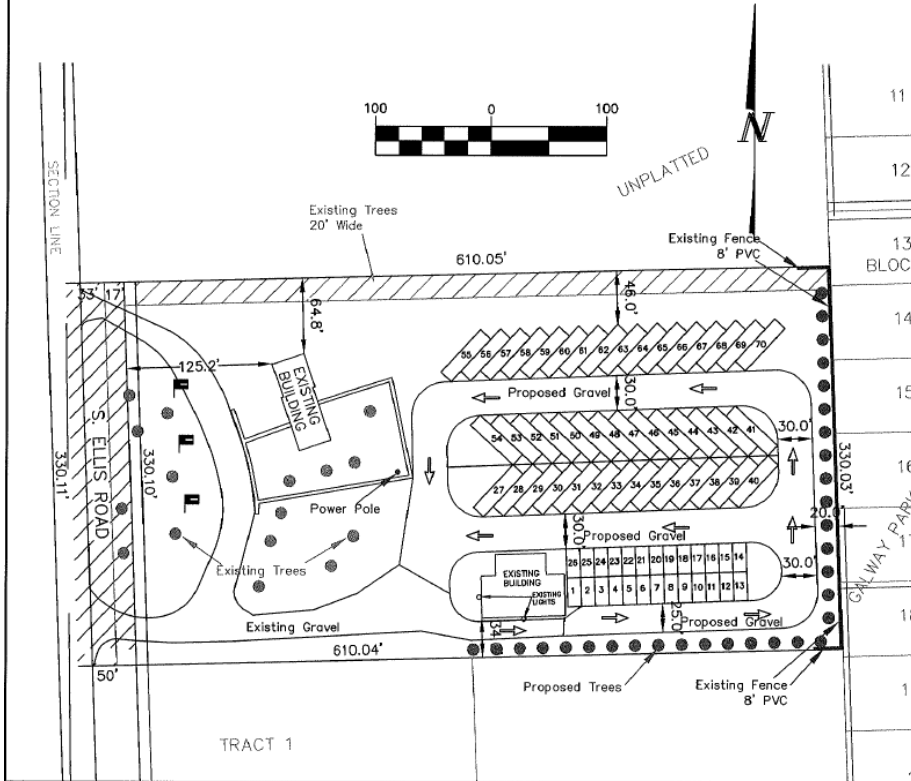 100 0 100
N
11
12
13
BLOC
14
15
16
17
18
1
SECTION LINE
UNPLATTED
Existing Trees
20' Wide
610.05'
Existing Fence
8' PVC
33' 17'
64.8'
46.0'
125.2'
EXISTING
BUILDING
55 56 57 58 59 60 61 62 63 64 65 66 67 68 69 70
Proposed Gravel
30.0'
54 53 52 51 50 49 48 47 46 45 44 43 42 41
30.0'
27 28 29 30 31 32 33 34 35 36 37 38 39 40
S. ELLIS ROAD
330.11'
330.10'
330.03'
Power Pole
20.0'
GALWAY PARK
30.0'
Proposed Gravel
30.0'
EXISTING
BUILDING
EXISTING
LIGHTS
26 25 24 23 22 21 20 19 18 17 16 15 14
1 2 3 4 5 6 7 8 9 10 11 12 13
Existing Trees
Existing Gravel
34
25.0'
Proposed Gravel
610.04'
50'
Proposed Trees
Existing Fence
8' PVC
TRACT 1